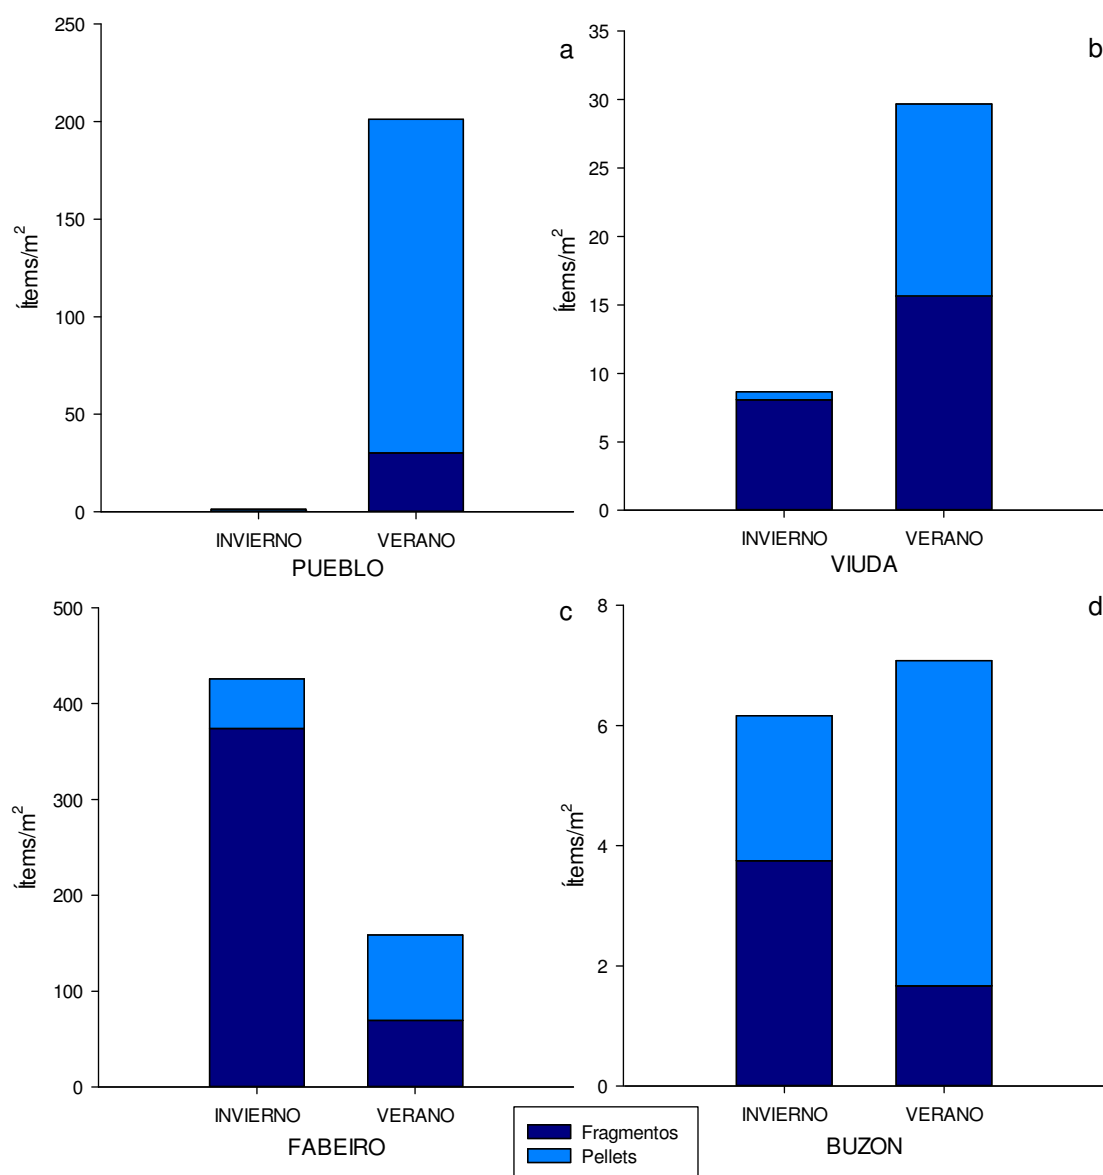 a
250
200
150
100
50
0
Ítems/m²
INVIERNO VERANO
PUEBLO
b
35
30
25
20
15
10
5
0
Ítems/m²
INVIERNO VERANO
VIUDA
c
500
400
300
200
100
0
Ítems/m²
INVIERNO VERANO
FABEIRO
d
8
6
4
2
0
Ítems/m²
INVIERNO VERANO
BUZON
Fragmentos
Pellets